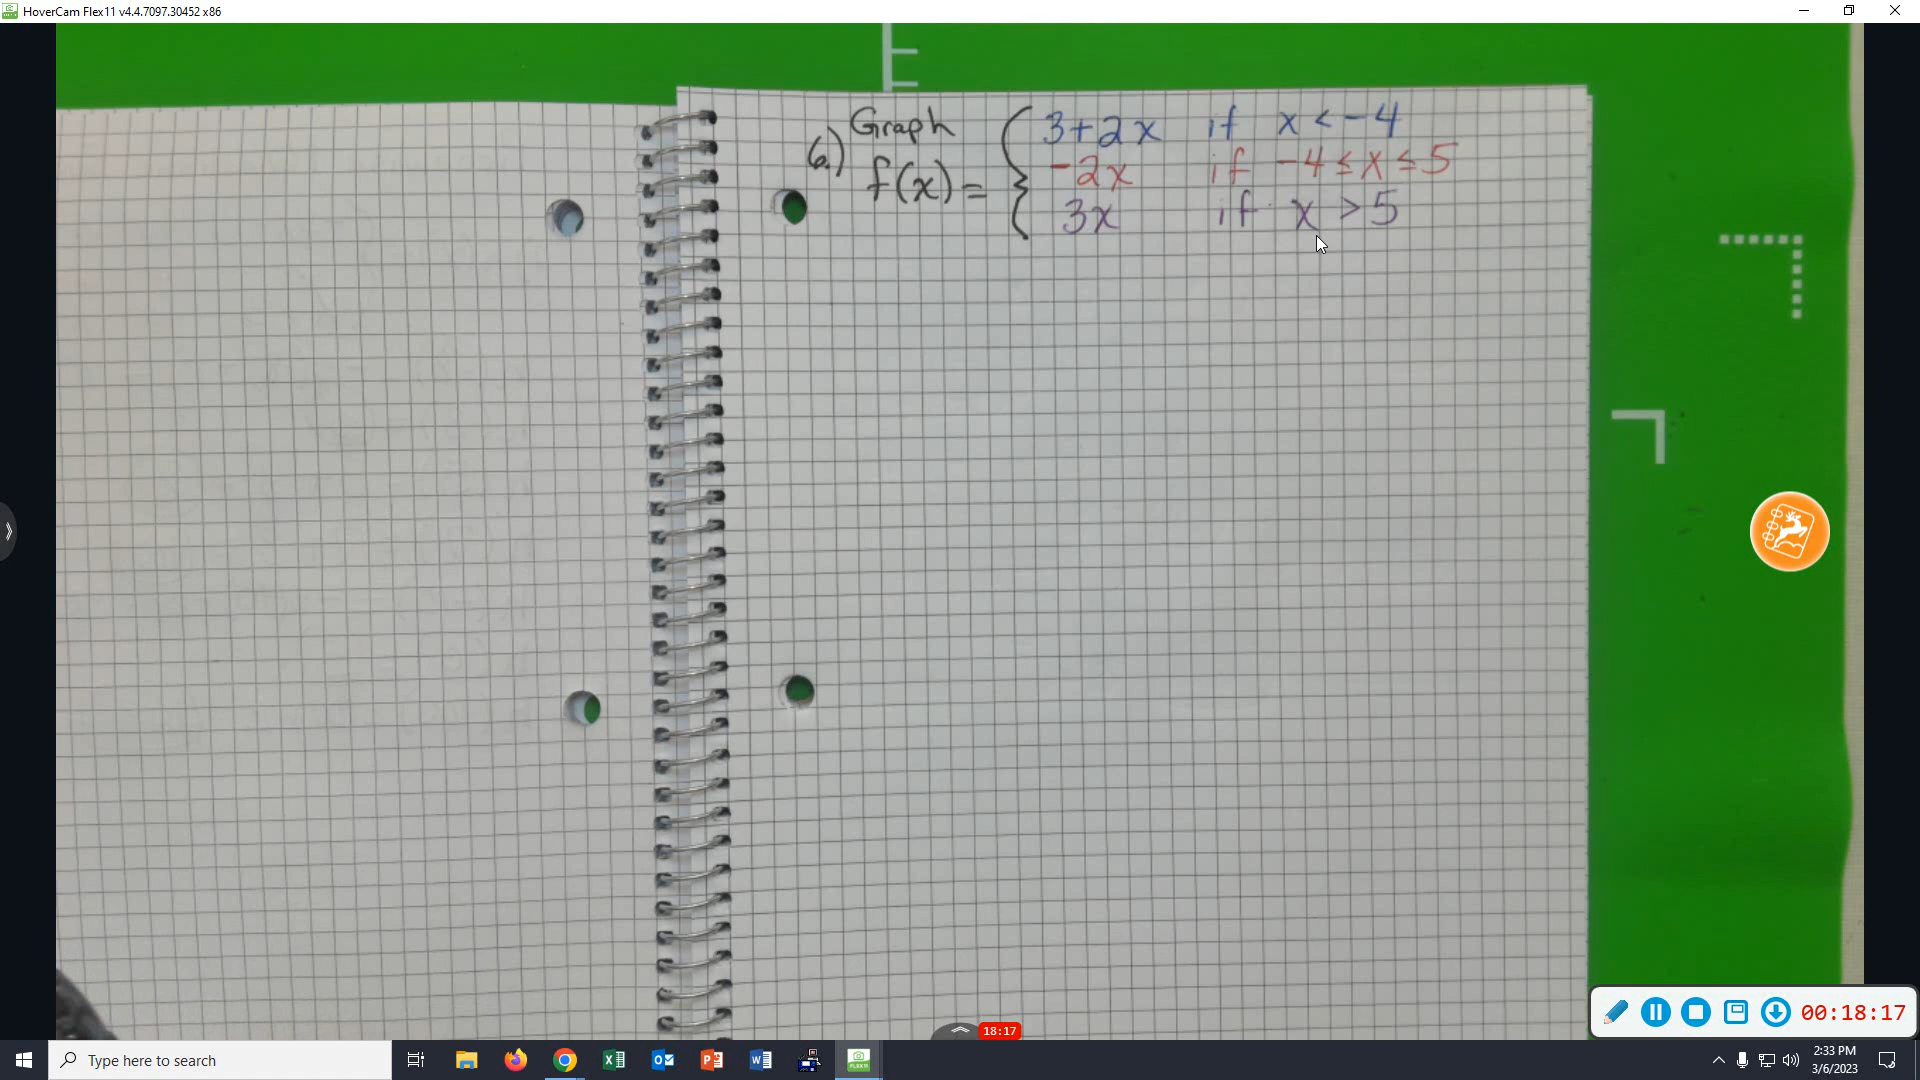 HoverCam Flex11 v4.4.7097.30452 x86
Graph
6.) f(x) = { 3+2x if x < -4
-2x if -4 ≤ x ≤ 5
3x if x > 5
00:18:17
18:17
Type here to search
2:33 PM
3/6/2023